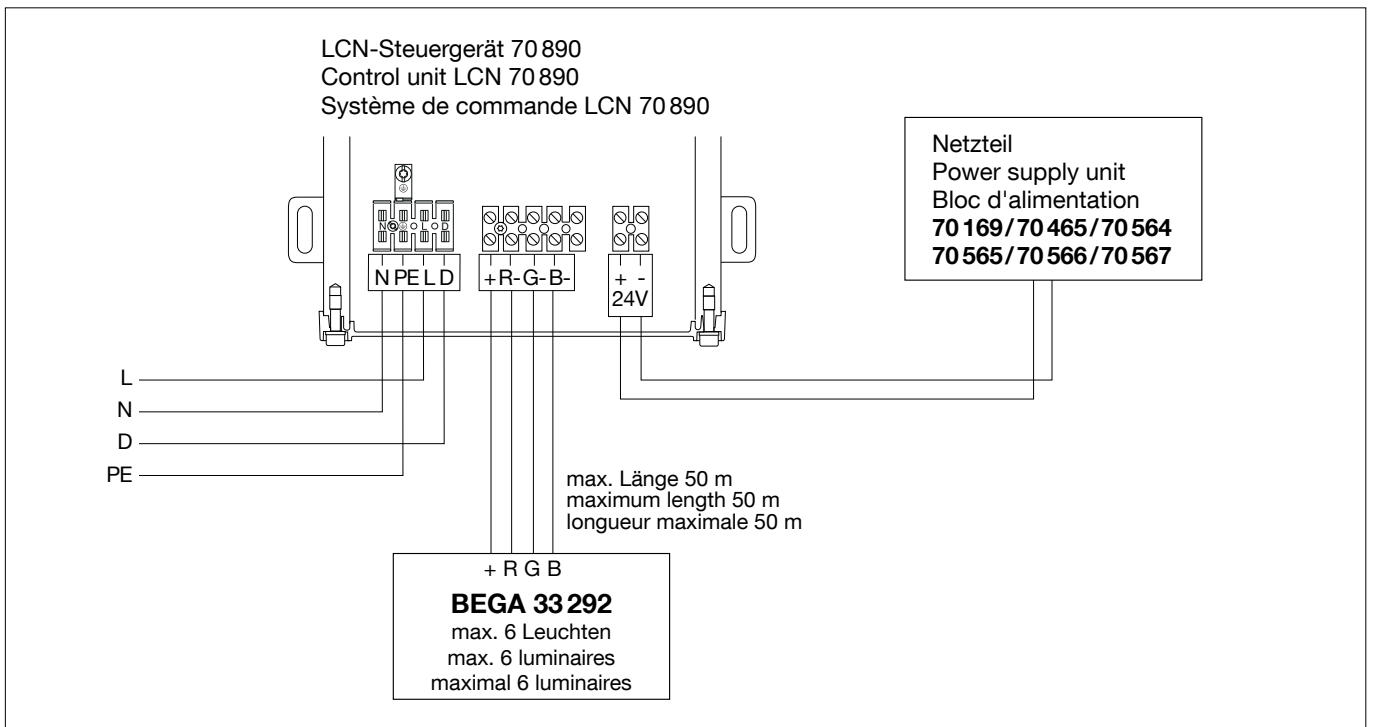 LCN-Steuergerät 70 890
Control unit LCN 70 890
Système de commande LCN 70 890
Netzteil
Power supply unit
Bloc d'alimentation
70 169/70 465/70 564
70 565/70 566/70 567
N L D
N PE L D
+ R- G- B-
+ -
24V
L
N
D
PE
max. Länge 50 m
maximum length 50 m
longueur maximale 50 m
+ R G B
BEGA 33 292
max. 6 Leuchten
max. 6 luminaires
maximal 6 luminaires